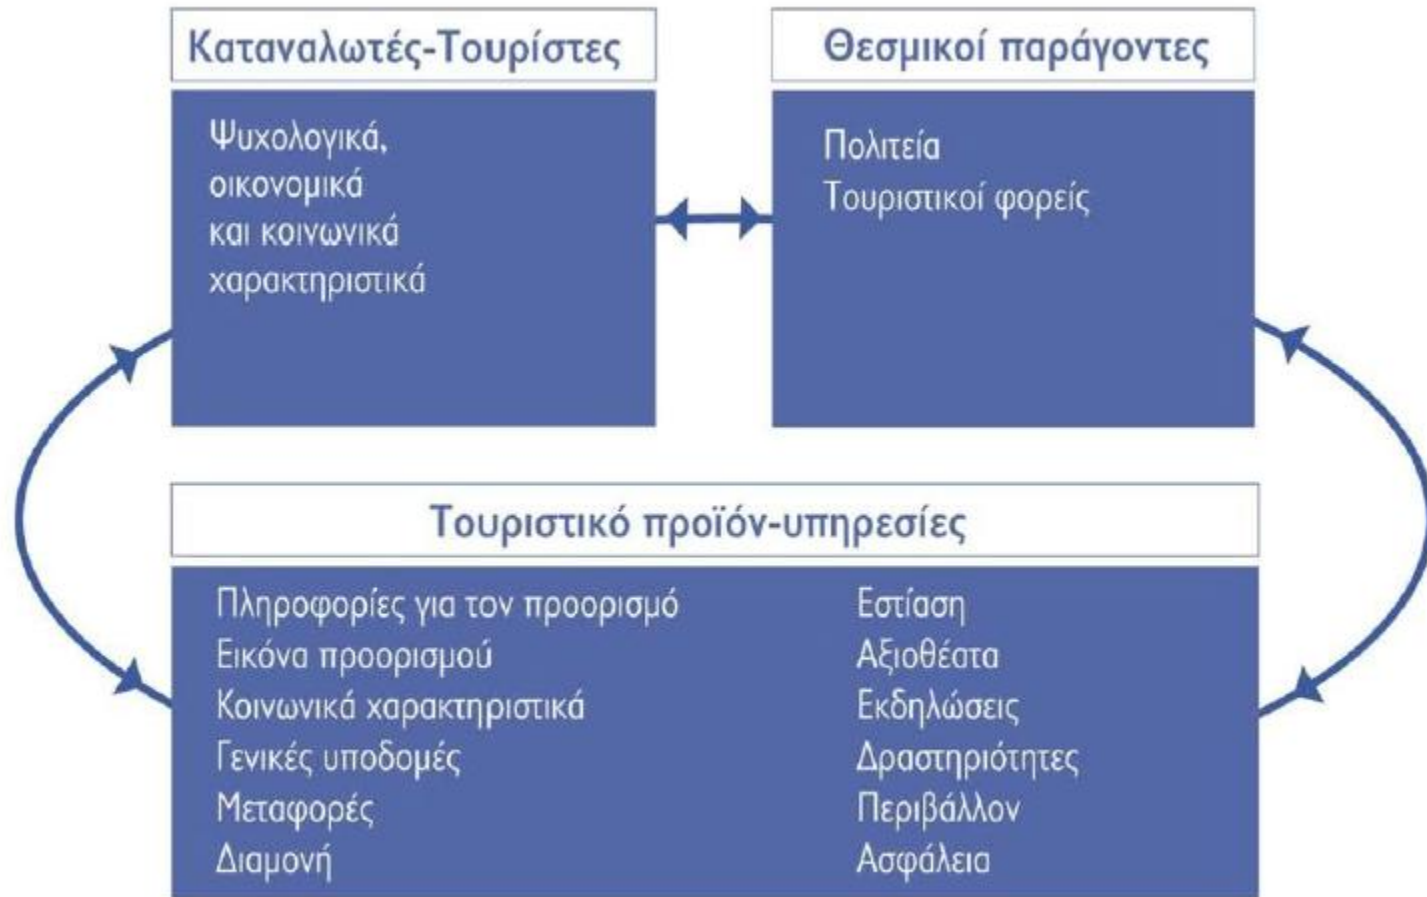 Καταναλωτές-Τουρίστες
Ψυχολογικά,
οικονομικά
και κοινωνικά
χαρακτηριστικά
Θεσμικοί παράγοντες
Πολιτεία
Τουριστικοί φορείς
Τουριστικό προϊόν-υπηρεσίες
Πληροφορίες για τον προορισμό
Εικόνα προορισμού
Κοινωνικά χαρακτηριστικά
Γενικές υποδομές
Μεταφορές
Διαμονή
Εστίαση
Αξιοθέατα
Εκδηλώσεις
Δραστηριότητες
Περιβάλλον
Ασφάλεια